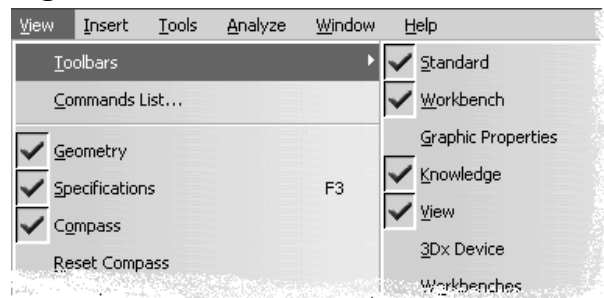 View Insert Tools Analyze Window Help
Toolbars
Commands List...
Geometry
Specifications F3
Compass
Reset Compass
Standard
Workbench
Graphic Properties
Knowledge
View
3Dx Device
Workbenches